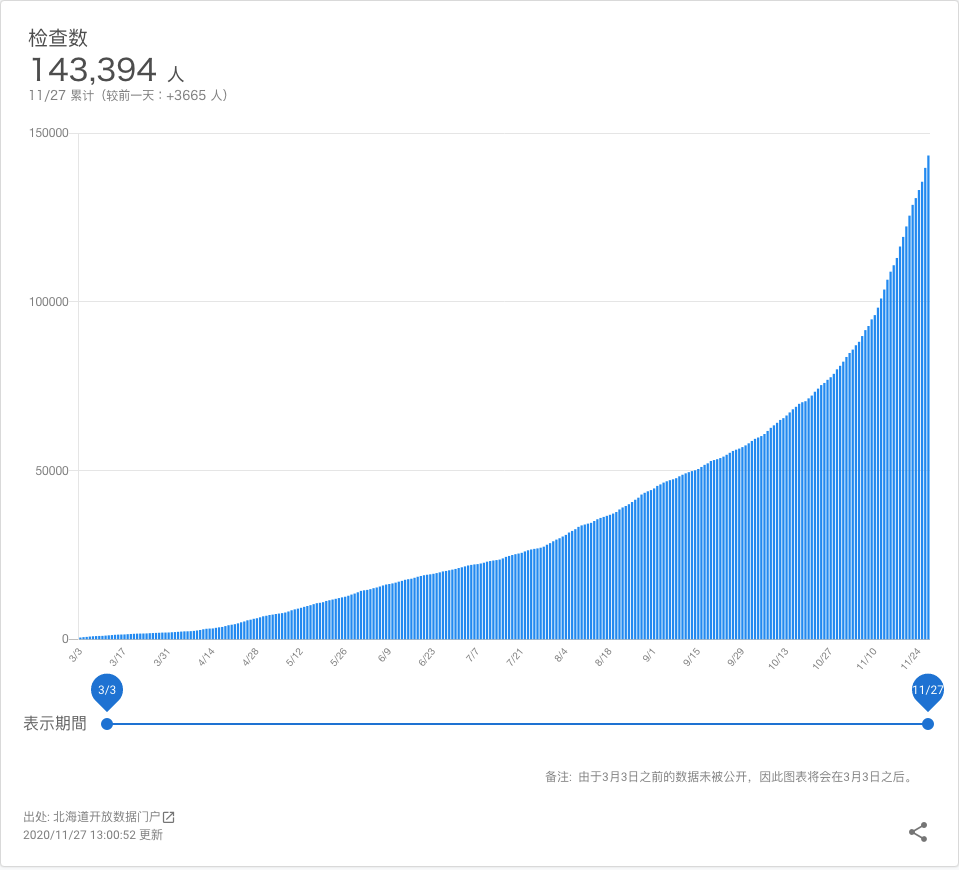 检查数
143,394 人
11/27 累计（较前一天：+3665 人）
150000
100000
50000
0
3/3 3/17 3/31 4/14 4/28 5/12 5/26 6/9 6/23 7/7 7/21 8/4 8/18 9/1 9/15 9/29 10/13 10/27 11/10 11/24
3/3 11/27
表示期間
备注: 由于3月3日之前的数据未被公开，因此图表将会在3月3日之后。
出处: 北海道开放数据门户
2020/11/27 13:00:52 更新